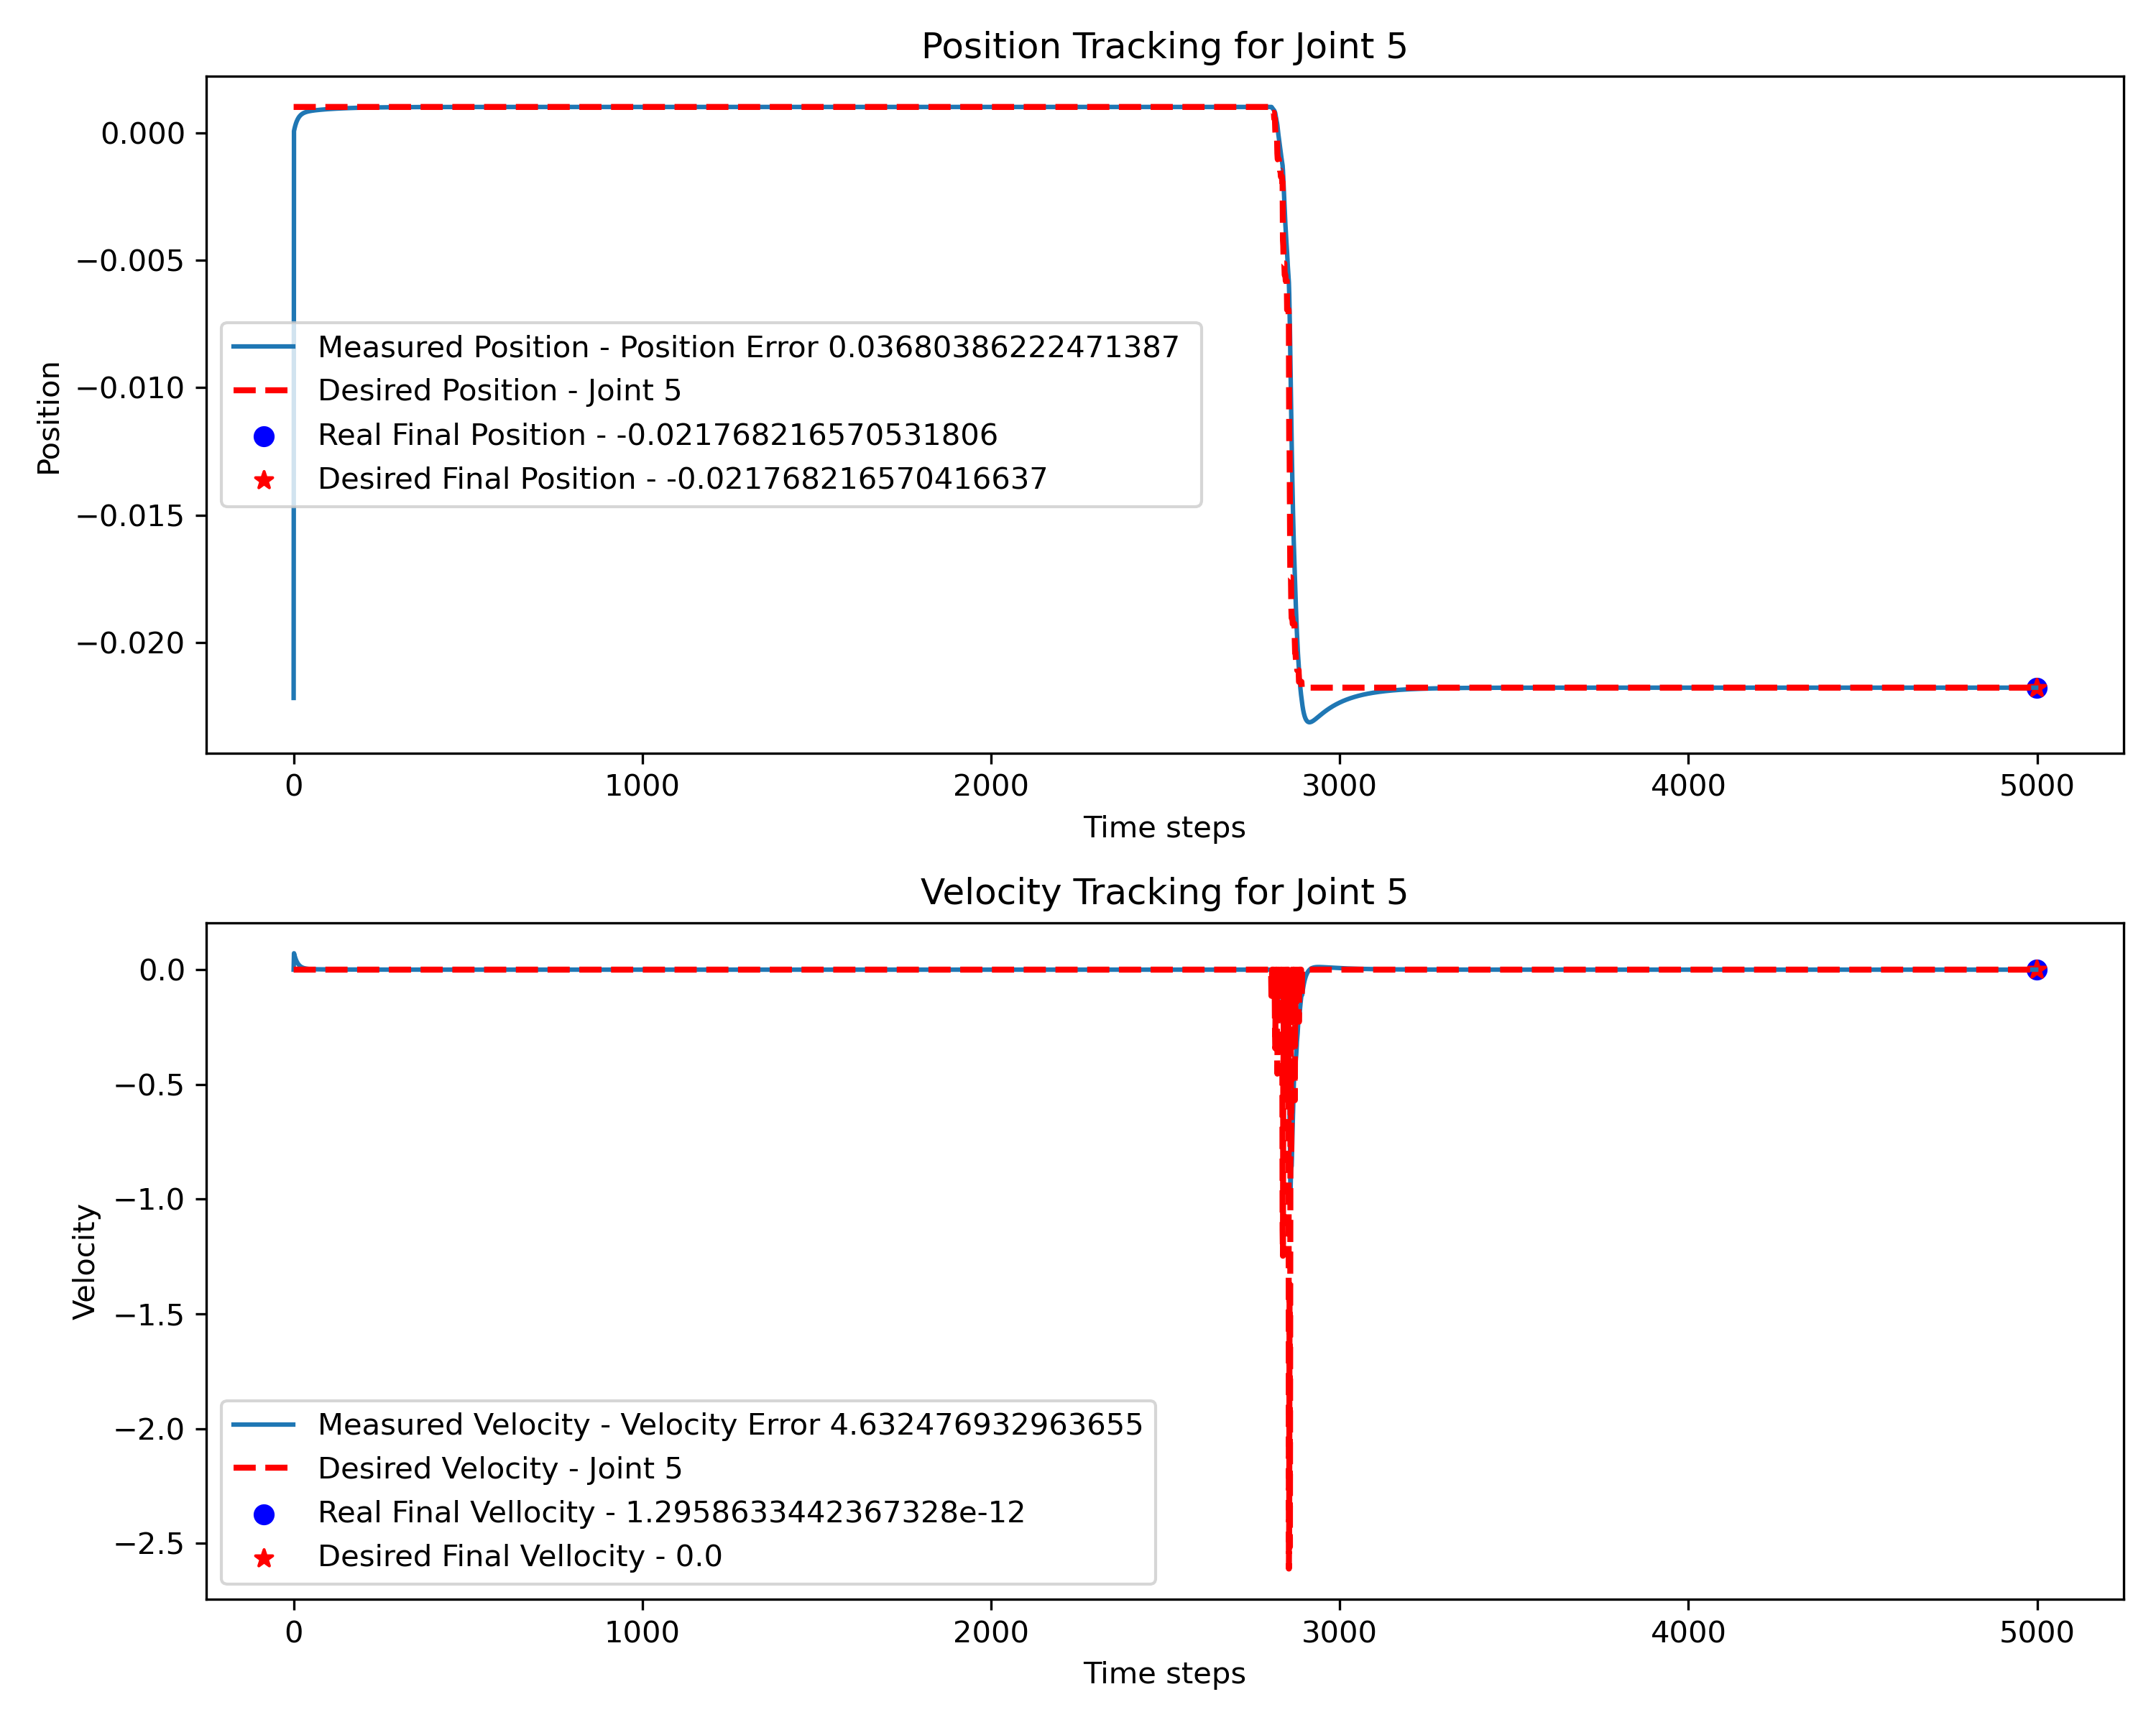 Position Tracking for Joint 5
0.000
−0.005
−0.010
−0.015
−0.020
Position
Measured Position - Position Error 0.03680386222471387
Desired Position - Joint 5
Real Final Position - -0.021768216570531806
Desired Final Position - -0.021768216570416637
0 1000 2000 3000 4000 5000
Time steps
Velocity Tracking for Joint 5
0.0
−0.5
−1.0
−1.5
−2.0
−2.5
Velocity
Measured Velocity - Velocity Error 4.632476932963655
Desired Velocity - Joint 5
Real Final Vellocity - 1.2958633442367328e-12
Desired Final Vellocity - 0.0
0 1000 2000 3000 4000 5000
Time steps